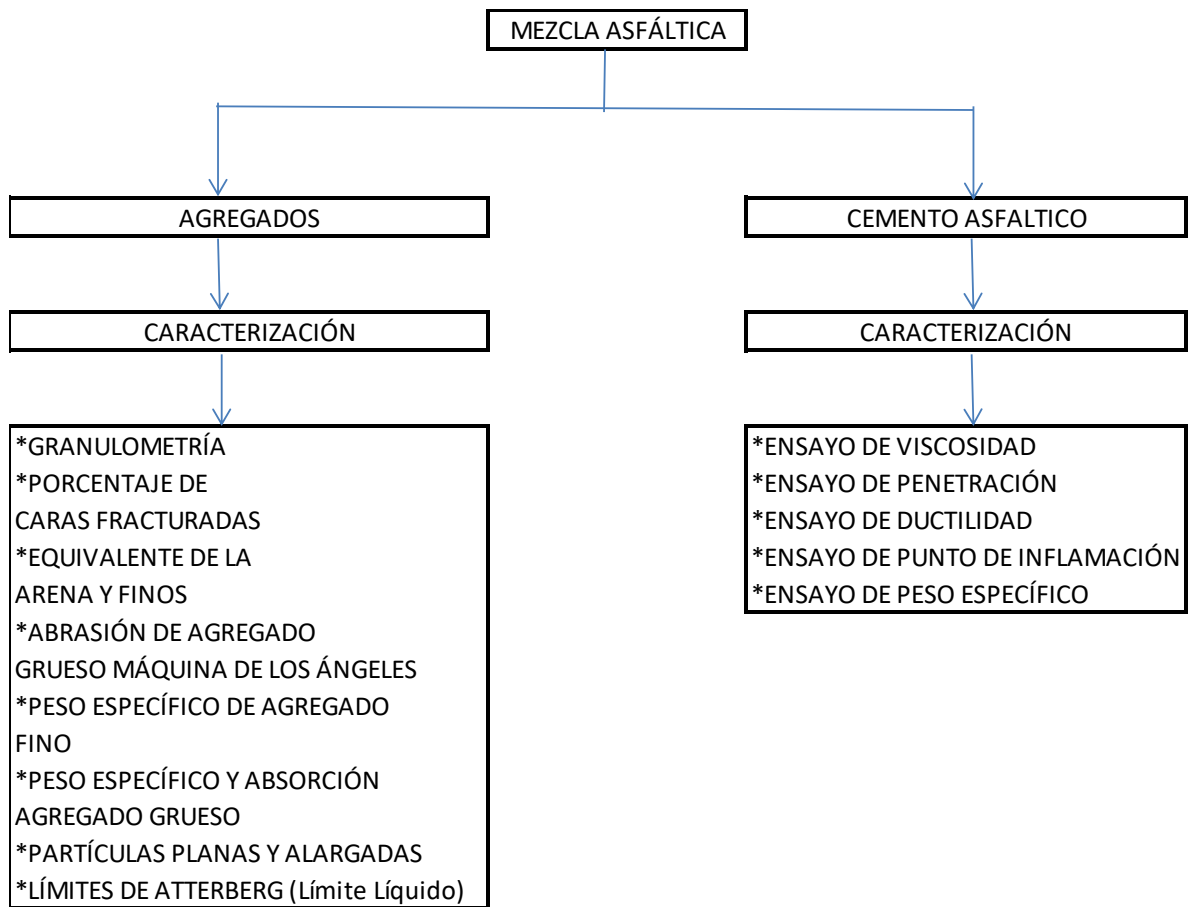 MEZCLA ASFÁLTICA
AGREGADOS
CEMENTO ASFALTICO
CARACTERIZACIÓN
CARACTERIZACIÓN
*GRANULOMETRÍA
*PORCENTAJE DE
CARAS FRACTURADAS
*EQUIVALENTE DE LA
ARENA Y FINOS
*ABRASIÓN DE AGREGADO
GRUESO MÁQUINA DE LOS ÁNGELES
*PESO ESPECÍFICO DE AGREGADO
FINO
*PESO ESPECÍFICO Y ABSORCIÓN
AGREGADO GRUESO
*PARTÍCULAS PLANAS Y ALARGADAS
*LÍMITES DE ATTERBERG (Límite Líquido)
*ENSAYO DE VISCOSIDAD
*ENSAYO DE PENETRACIÓN
*ENSAYO DE DUCTILIDAD
*ENSAYO DE PUNTO DE INFLAMACIÓN
*ENSAYO DE PESO ESPECÍFICO